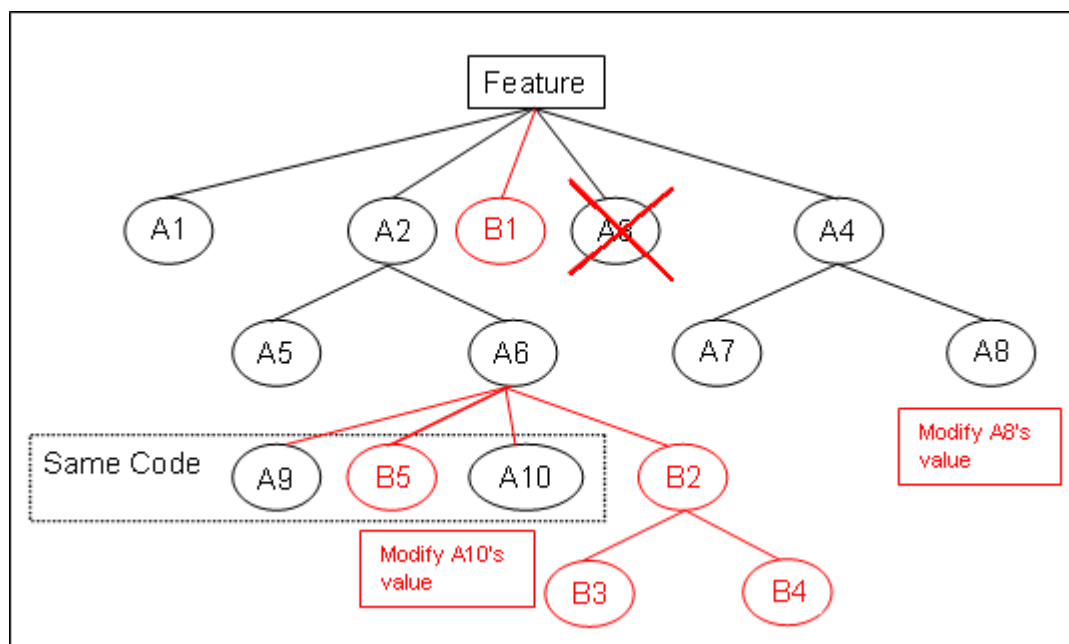 Feature
A1
A2
B1
A3
A4
A5
A6
A7
A8
Modify A8's
value
Same Code
A9
B5
A10
B2
Modify A10's
value
B3
B4